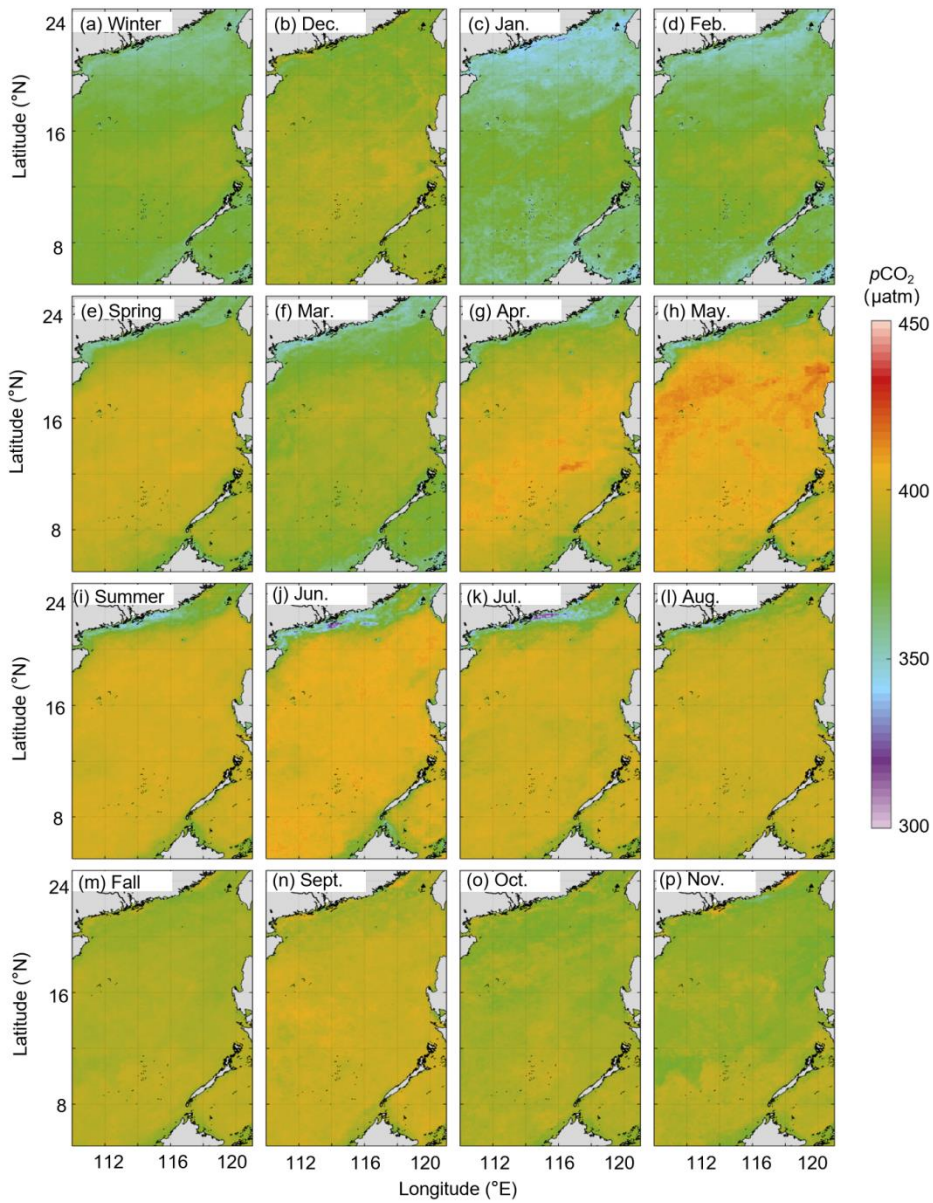 (a) Winter
(b) Dec.
(c) Jan.
(d) Feb.
24
16
8
Latitude (°N)
(e) Spring
(f) Mar.
(g) Apr.
(h) May.
24
16
8
Latitude (°N)
pCO₂
(µatm)
450
400
350
300
(i) Summer
(j) Jun.
(k) Jul.
(l) Aug.
24
16
8
Latitude (°N)
(m) Fall
(n) Sept.
(o) Oct.
(p) Nov.
24
16
8
Latitude (°N)
112 116 120
112 116 120
112 116 120
112 116 120
Longitude (°E)